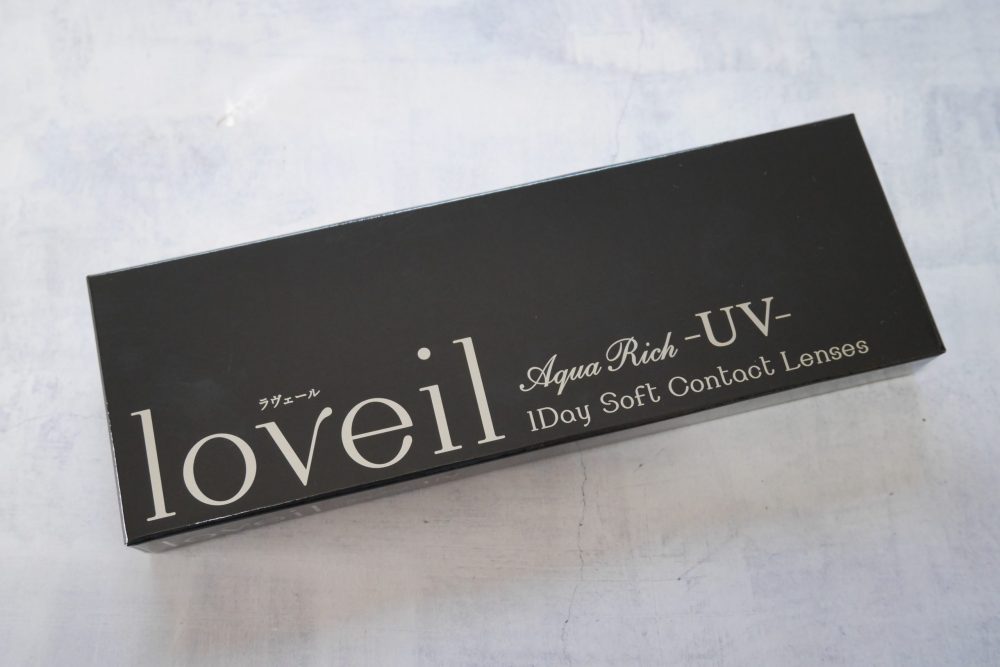 ラヴェール
loveil
Aqua Rich -UV-
1Day Soft Contact Lenses